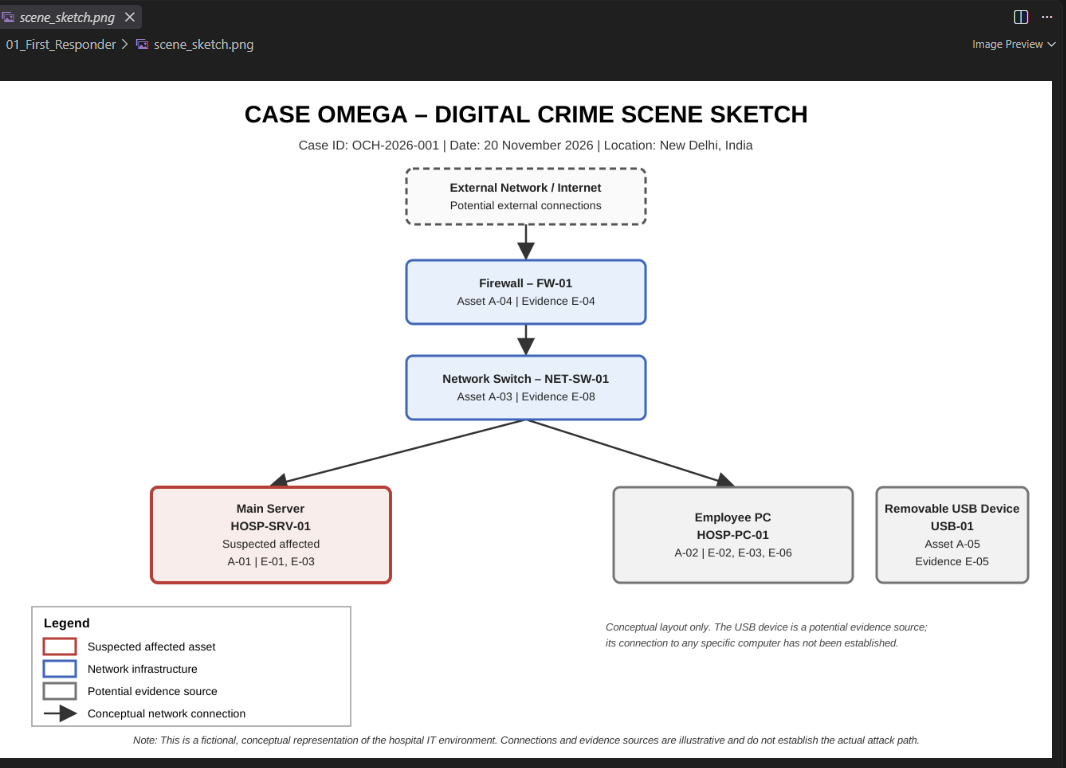 scene_sketch.png
01_First_Responder > scene_sketch.png
Image Preview
CASE OMEGA – DIGITAL CRIME SCENE SKETCH
Case ID: OCH-2026-001 | Date: 20 November 2026 | Location: New Delhi, India
External Network / Internet
Potential external connections
Firewall – FW-01
Asset A-04 | Evidence E-04
Network Switch – NET-SW-01
Asset A-03 | Evidence E-08
Main Server
HOSP-SRV-01
Suspected affected
A-01 | E-01, E-03
Employee PC
HOSP-PC-01
A-02 | E-02, E-03, E-06
Removable USB Device
USB-01
Asset A-05
Evidence E-05
Legend
Suspected affected asset
Network infrastructure
Potential evidence source
Conceptual network connection
Conceptual layout only. The USB device is a potential evidence source;
its connection to any specific computer has not been established.
Note: This is a fictional, conceptual representation of the hospital IT environment. Connections and evidence sources are illustrative and do not establish the actual attack path.